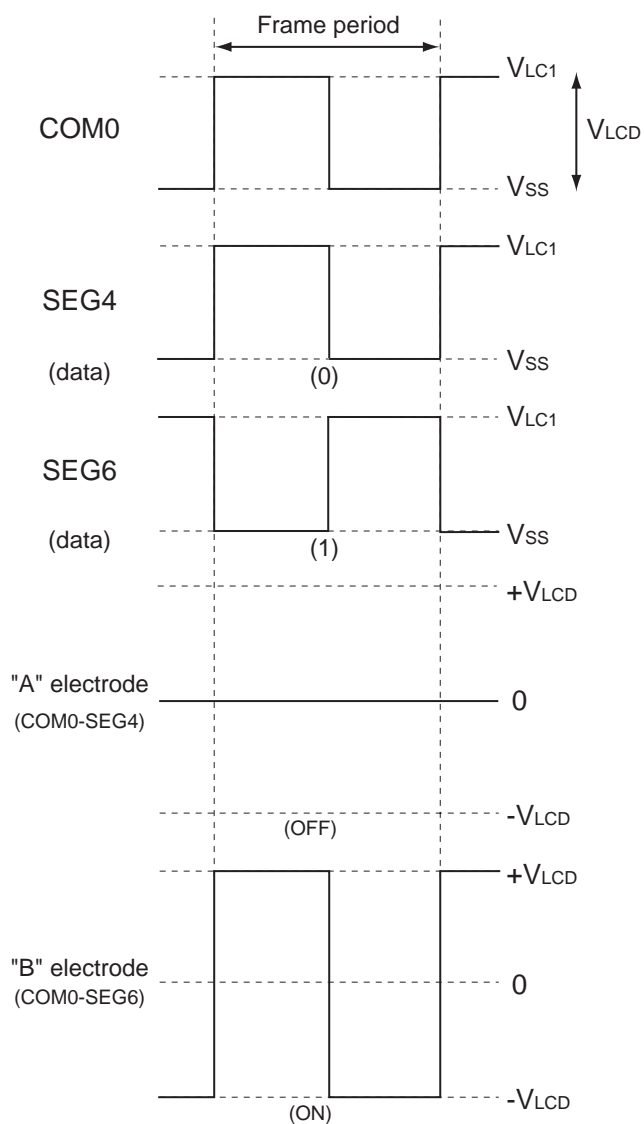 Frame period
VLC1
COM0
VLCD
VSS
VLC1
SEG4
(data)
(0)
VSS
VLC1
SEG6
(data)
(1)
VSS
+VLCD
"A" electrode
(COM0-SEG4)
0
-VLCD
(OFF)
+VLCD
"B" electrode
(COM0-SEG6)
0
-VLCD
(ON)